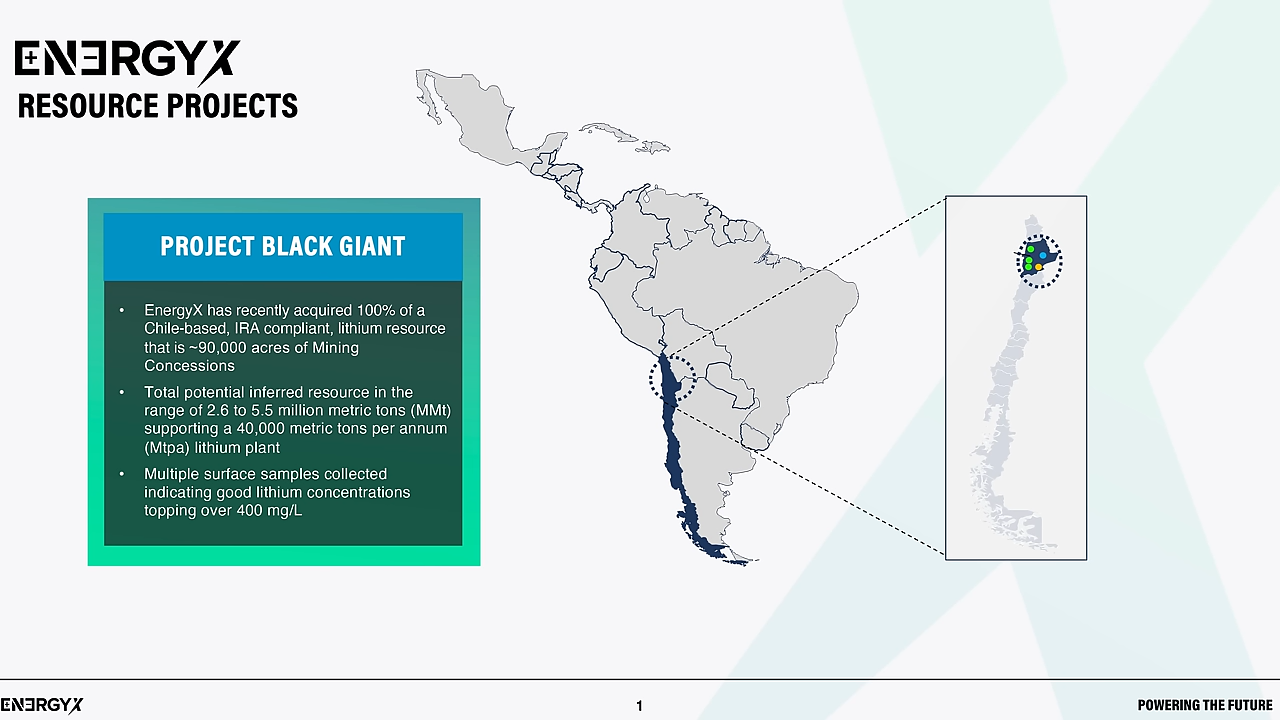 ENERGYX
RESOURCE PROJECTS
PROJECT BLACK GIANT
• EnergyX has recently acquired 100% of a
Chile-based, IRA compliant, lithium resource
that is ~90,000 acres of Mining
Concessions
• Total potential inferred resource in the
range of 2.6 to 5.5 million metric tons (MMt)
supporting a 40,000 metric tons per annum
(Mtpa) lithium plant
• Multiple surface samples collected
indicating good lithium concentrations
topping over 400 mg/L
ENERGYX
1
POWERING THE FUTURE